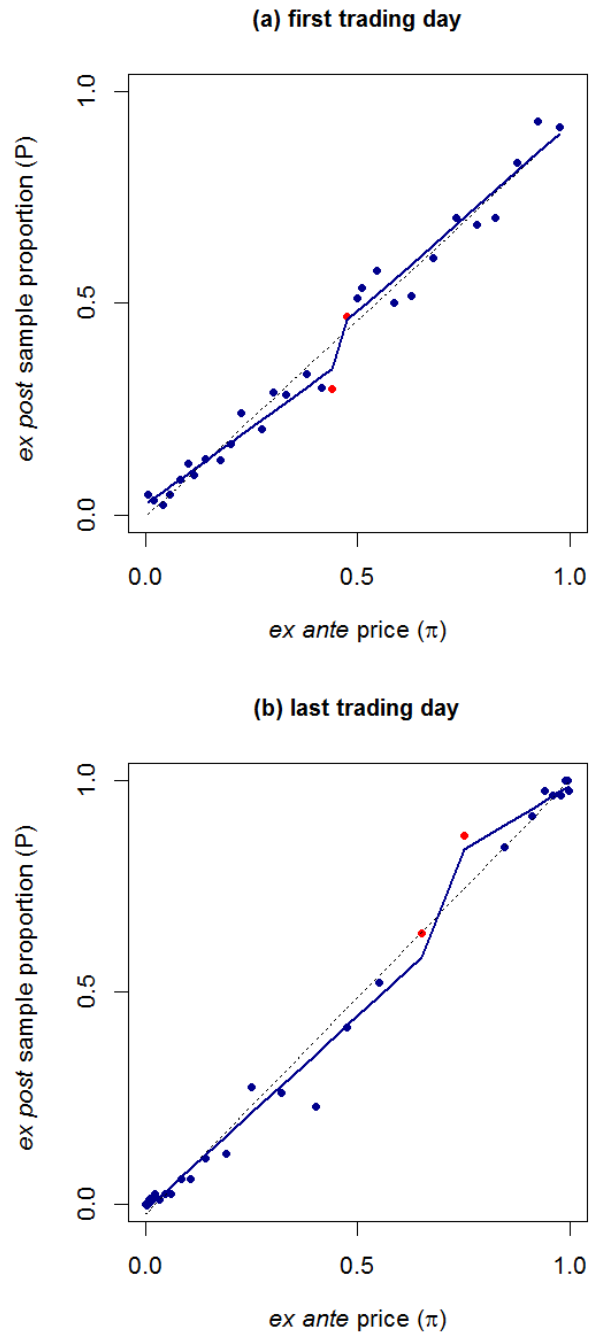 (a) first trading day
1.0
0.5
0.0
ex post sample proportion (P)
0.0 0.5 1.0
ex ante price (π)
(b) last trading day
1.0
0.5
0.0
ex post sample proportion (P)
0.0 0.5 1.0
ex ante price (π)